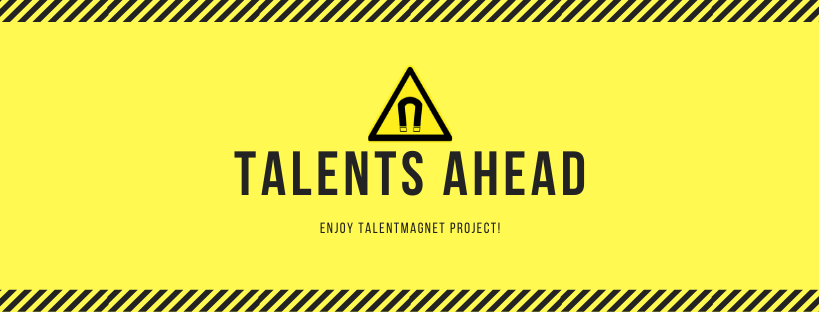 TALENTS AHEAD
ENJOY TALENTMAGNET PROJECT!